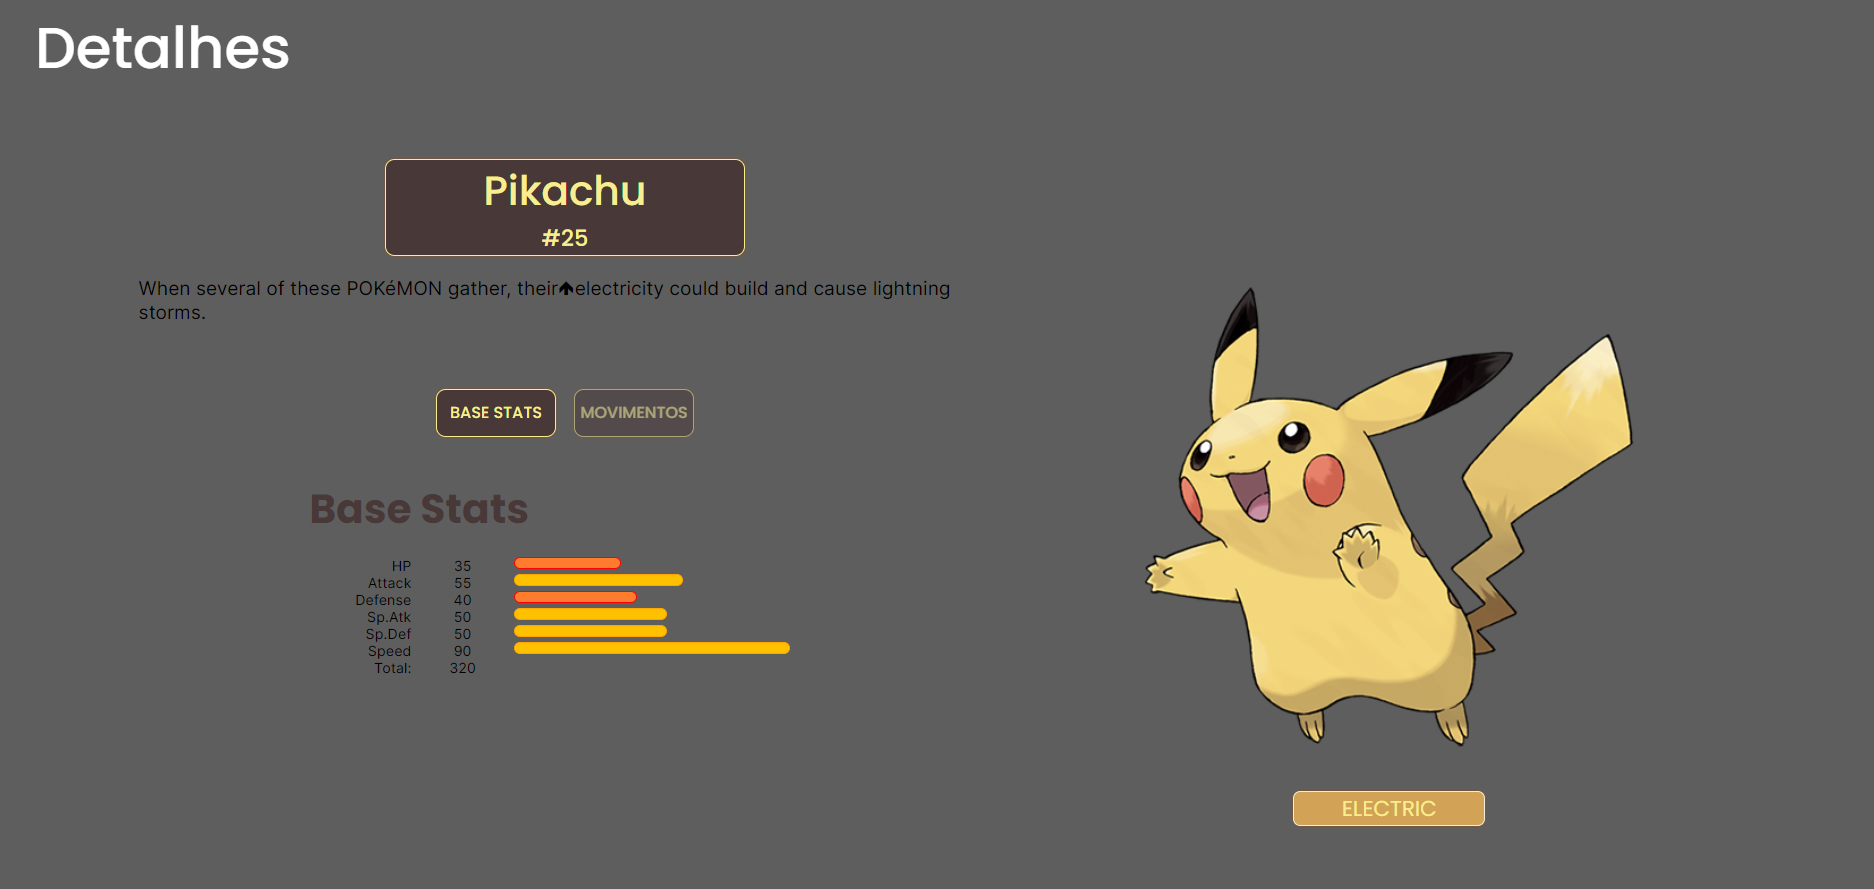 Detalhes
Pikachu
#25
When several of these POKéMON gather, their🡅electricity could build and cause lightning
storms.
BASE STATS MOVIMENTOS
Base Stats
HP 35
Attack 55
Defense 40
Sp.Atk 50
Sp.Def 50
Speed 90
Total: 320
ELECTRIC